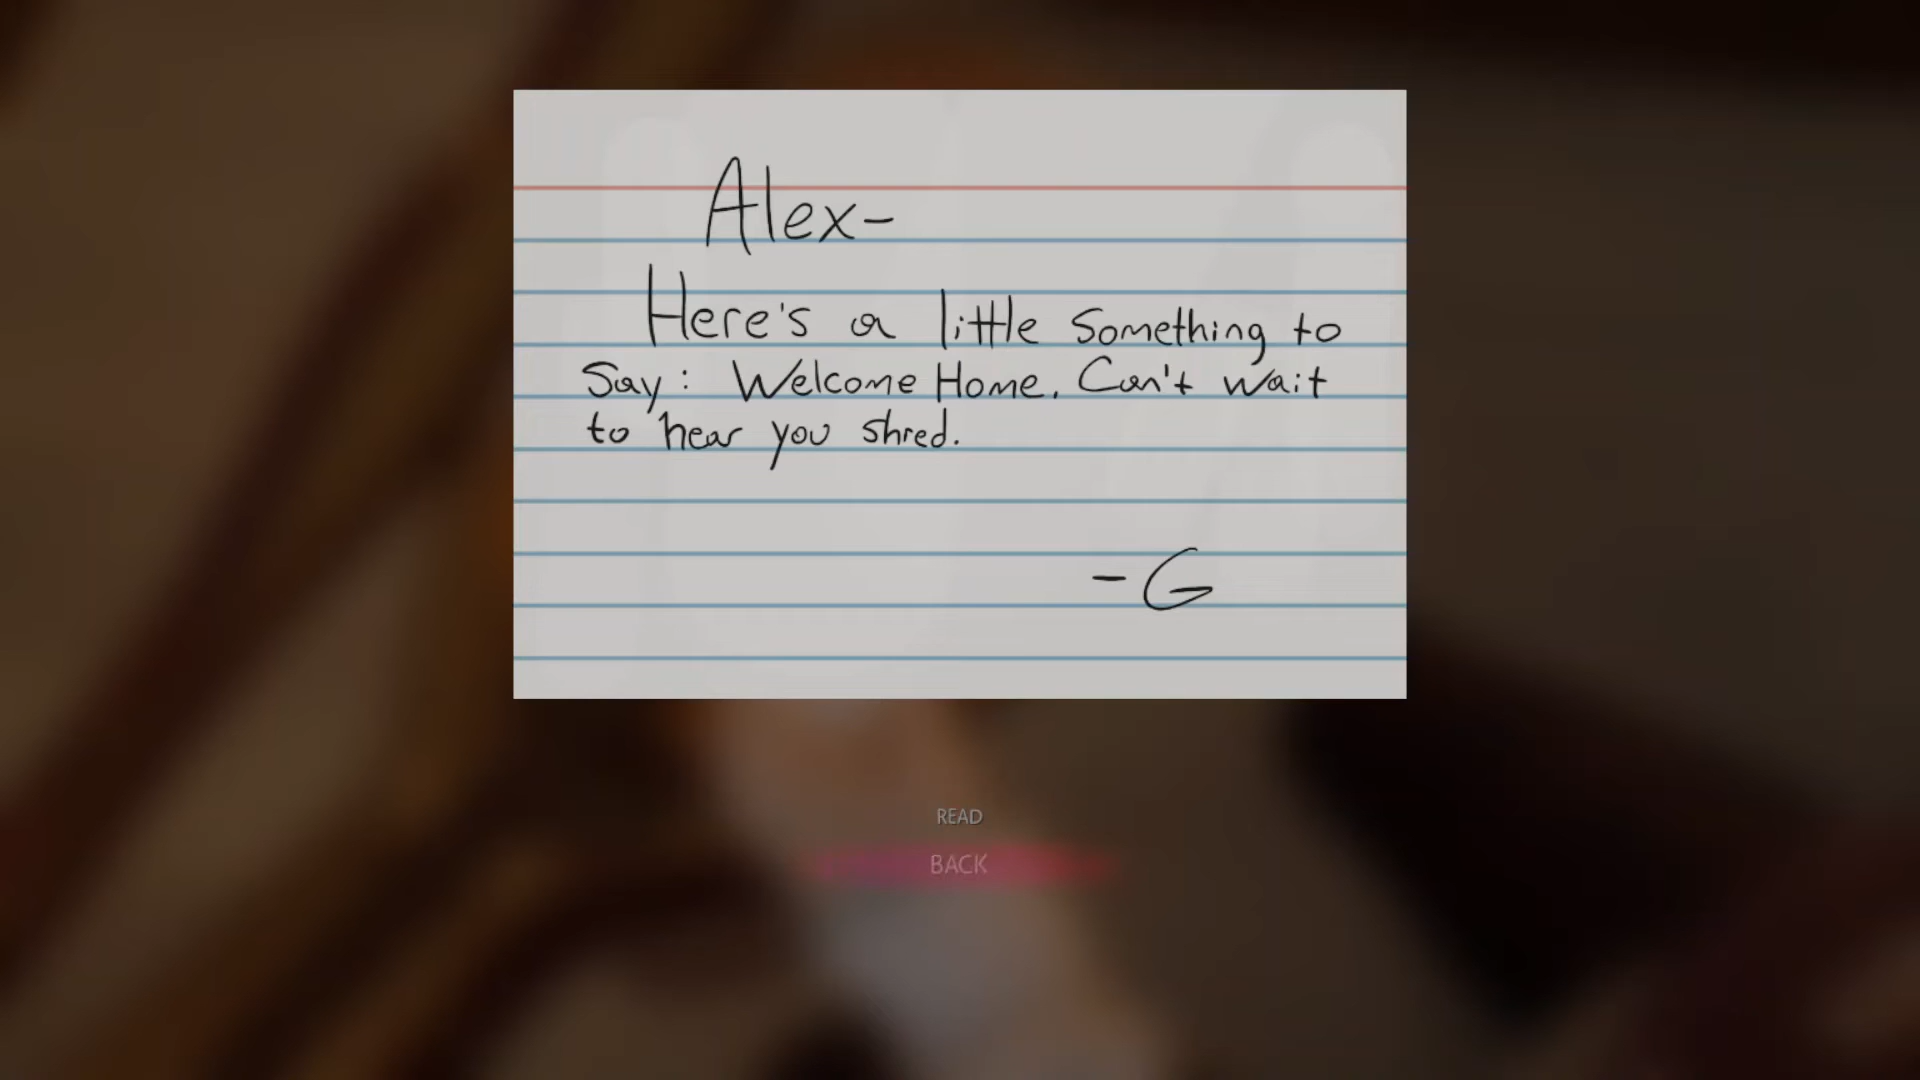 Alex-
Here's a little Something to
Say: Welcome Home. Can't wait
to hear you shred.
-G
READ
BACK